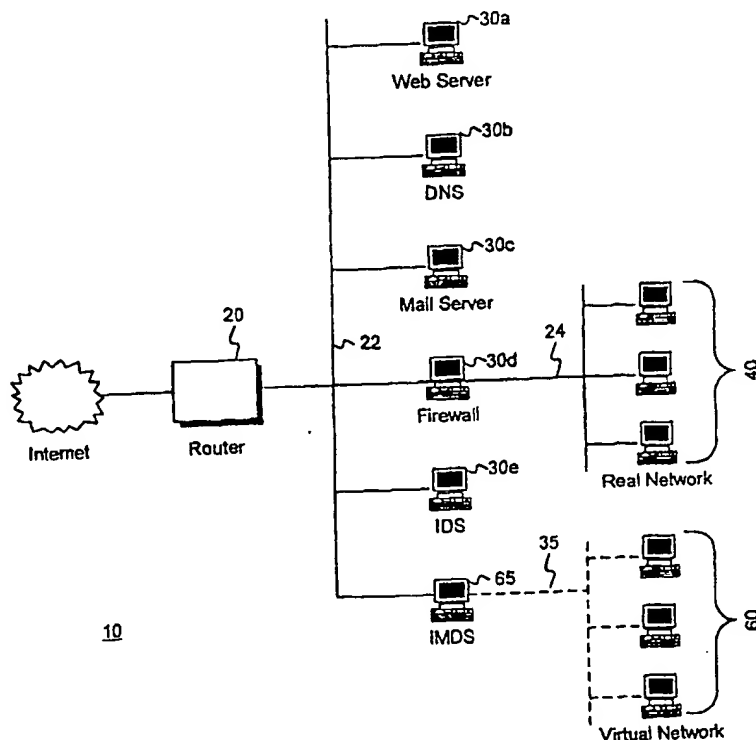 30a
Web Server
30b
DNS
30c
Mail Server
20
22
30d
24
40
Internet
Router
Firewall
Real Network
30e
IDS
65
35
60
10
IMDS
Virtual Network